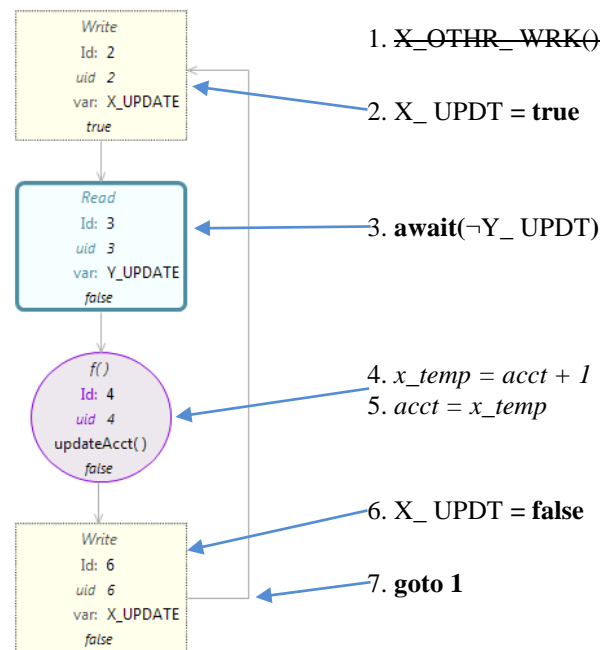 Write
Id: 2
uid 2
var: X_UPDATE
true
Read
Id: 3
uid 3
var: Y_UPDATE
false
f()
Id: 4
uid 4
updateAcct()
false
Write
Id: 6
uid 6
var: X_UPDATE
false
1. X_OTHR_ WRK()
2. X_ UPDT = true
3. await(¬Y_ UPDT)
4. x_temp = acct + 1
5. acct = x_temp
6. X_ UPDT = false
7. goto 1